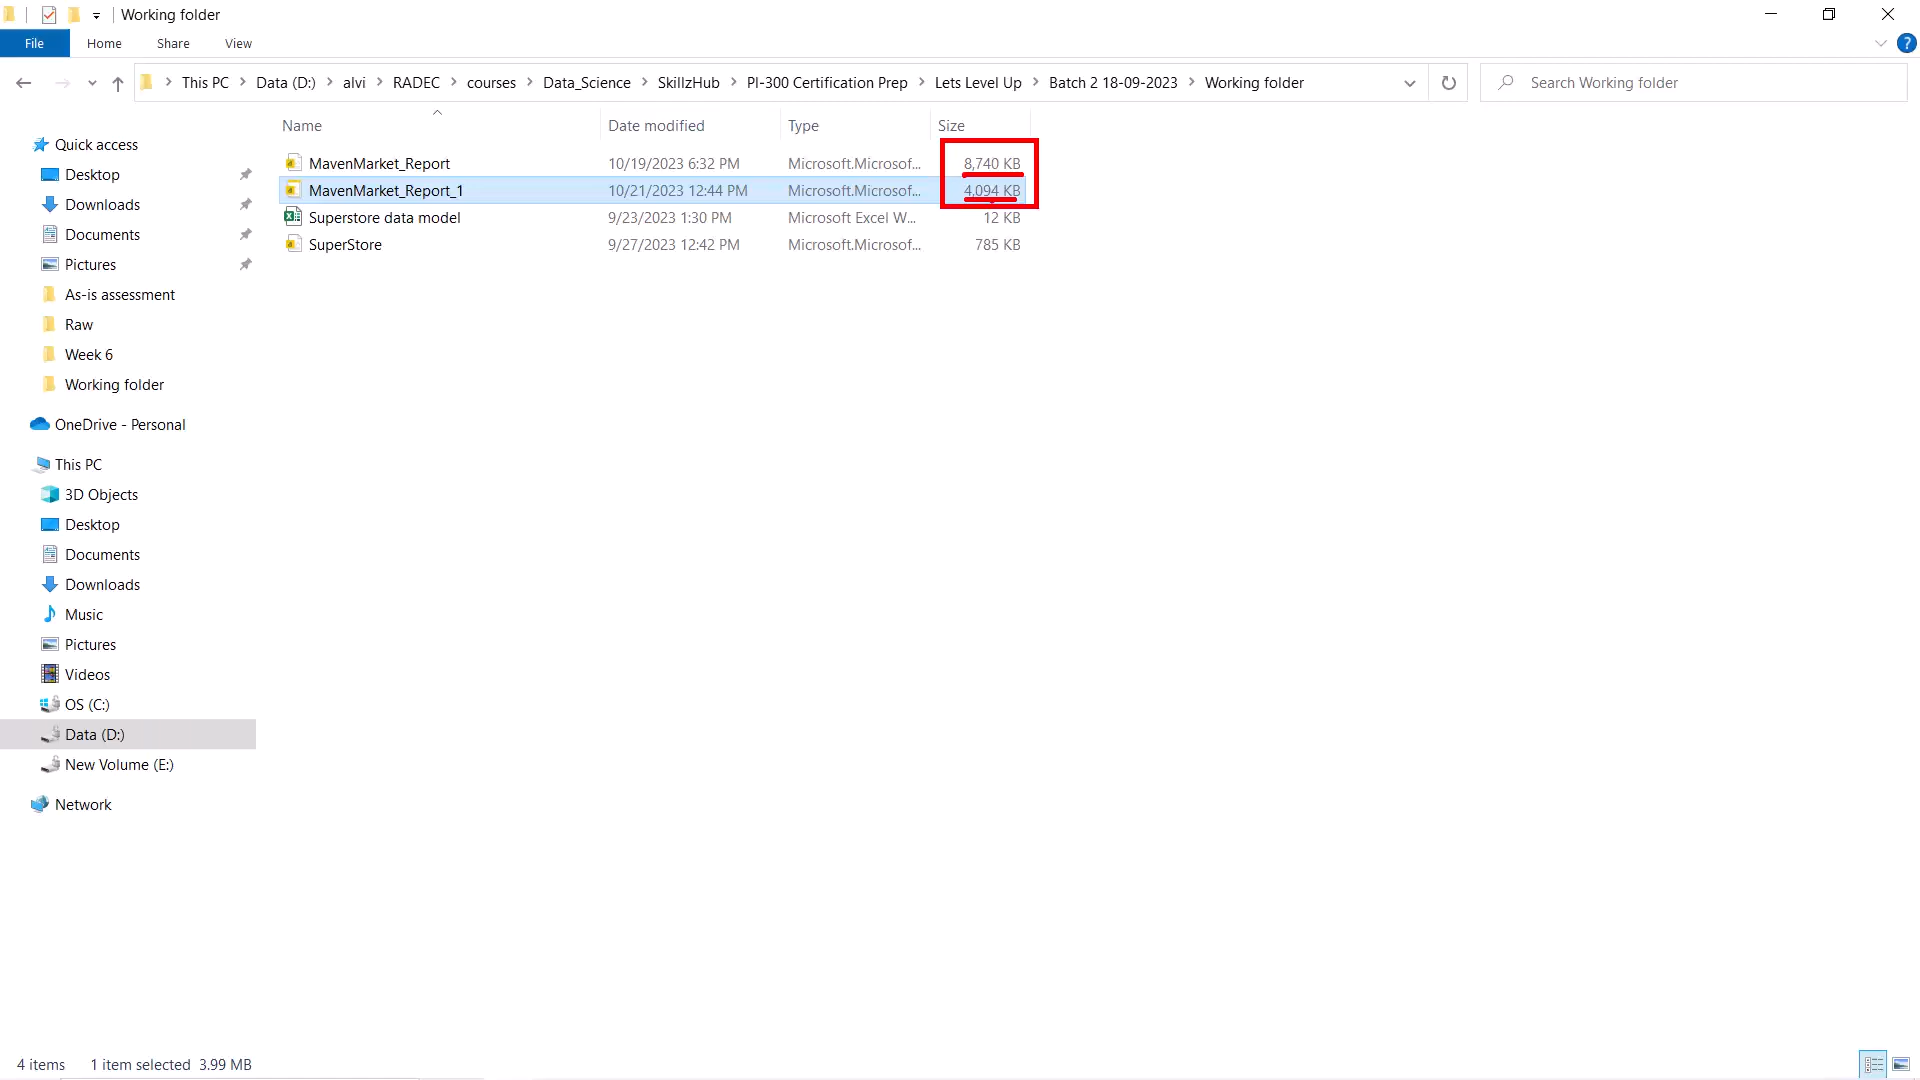 Working folder
File Home Share View ?
This PC Data (D:) alvi RADEC courses Data_Science SkillzHub PI-300 Certification Prep Lets Level Up Batch 2 18-09-2023 Working folder Search Working folder
Name Date modified Type Size
MavenMarket_Report 10/19/2023 6:32 PM Microsoft.Microsof... 8,740 KB
MavenMarket_Report_1 10/21/2023 12:44 PM Microsoft.Microsof... 4,094 KB
Superstore data model 9/23/2023 1:30 PM Microsoft Excel W... 12 KB
SuperStore 9/27/2023 12:42 PM Microsoft.Microsof... 785 KB
Quick access
Desktop
Downloads
Documents
Pictures
As-is assessment
Raw
Week 6
Working folder
OneDrive - Personal
This PC
3D Objects
Desktop
Documents
Downloads
Music
Pictures
Videos
OS (C:)
Data (D:)
New Volume (E:)
Network
4 items 1 item selected 3.99 MB